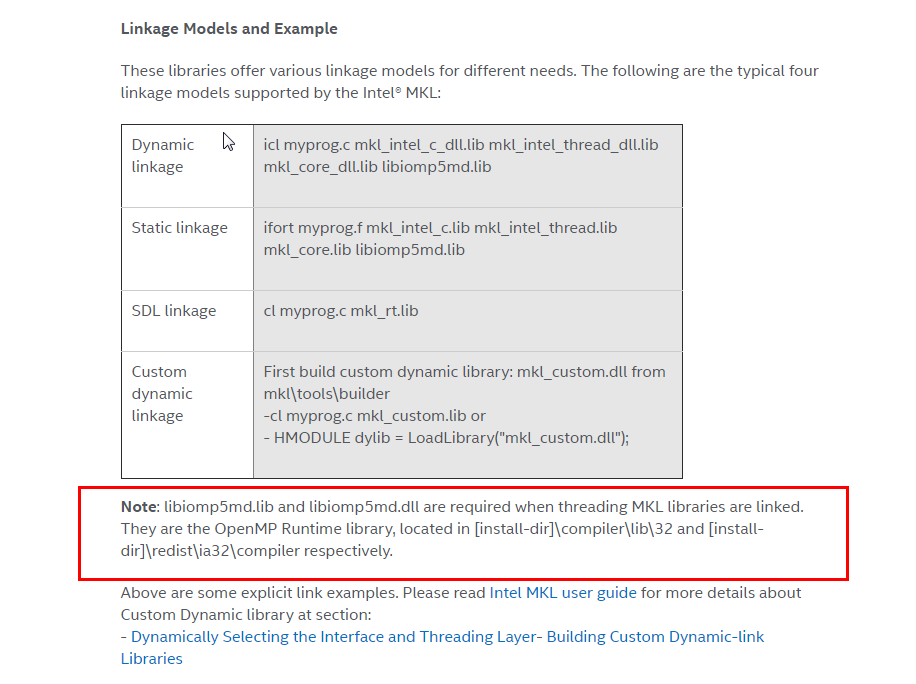 Linkage Models and Example
These libraries offer various linkage models for different needs. The following are the typical four
linkage models supported by the Intel® MKL:
Dynamic
linkage
icl myprog.c mkl_intel_c_dll.lib mkl_intel_thread_dll.lib
mkl_core_dll.lib libiomp5md.lib
Static linkage
ifort myprog.f mkl_intel_c.lib mkl_intel_thread.lib
mkl_core.lib libiomp5md.lib
SDL linkage
cl myprog.c mkl_rt.lib
Custom
dynamic
linkage
First build custom dynamic library: mkl_custom.dll from
mkl\tools\builder
-cl myprog.c mkl_custom.lib or
- HMODULE dylib = LoadLibrary("mkl_custom.dll");
Note: libiomp5md.lib and libiomp5md.dll are required when threading MKL libraries are linked.
They are the OpenMP Runtime library, located in [install-dir]\compiler\lib\32 and [install-
dir]\redist\ia32\compiler respectively.
Above are some explicit link examples. Please read Intel MKL user guide for more details about
Custom Dynamic library at section:
- Dynamically Selecting the Interface and Threading Layer- Building Custom Dynamic-link
Libraries